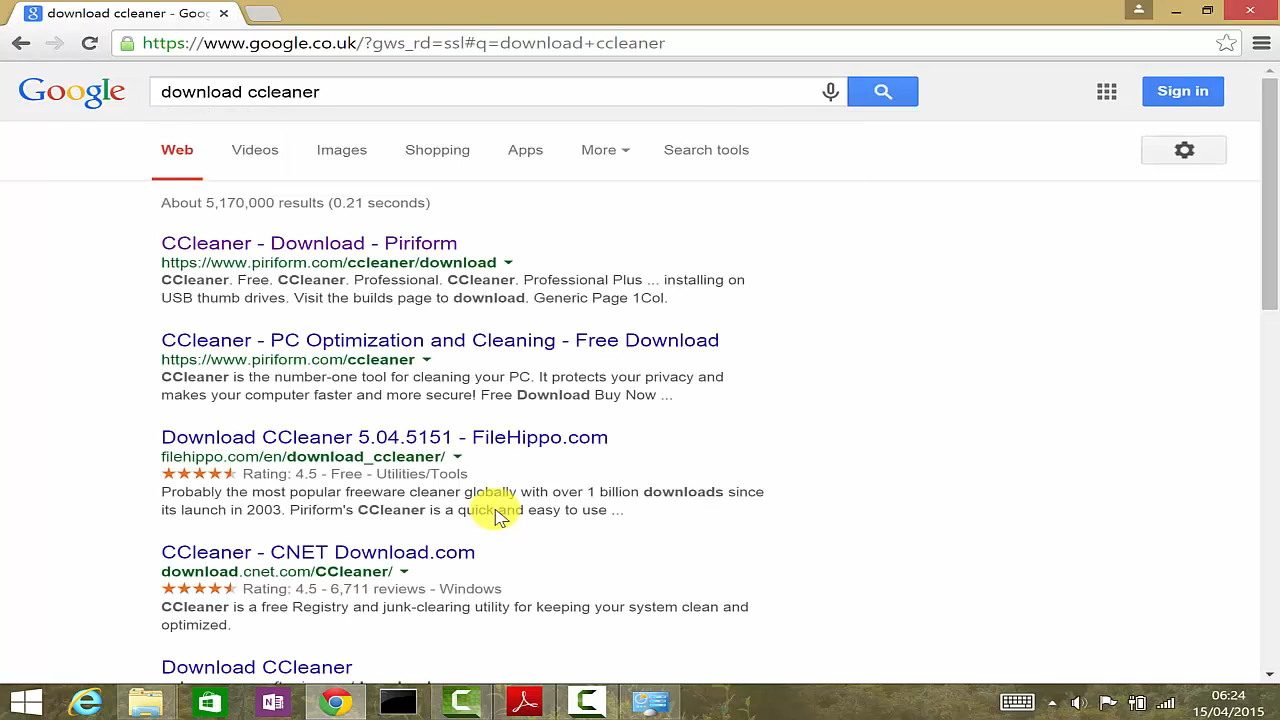 download ccleaner - Goo
https://www.google.co.uk/?gws_rd=ssl#q=download+ccleaner
Google
download ccleaner
Sign in
Web
Videos
Images
Shopping
Apps
More
Search tools
About 5,170,000 results (0.21 seconds)
CCleaner - Download - Piriform
https://www.piriform.com/ccleaner/download
CCleaner. Free. CCleaner. Professional. CCleaner. Professional Plus ... installing on
USB thumb drives. Visit the builds page to download. Generic Page 1Col.
CCleaner - PC Optimization and Cleaning - Free Download
https://www.piriform.com/ccleaner
CCleaner is the number-one tool for cleaning your PC. It protects your privacy and
makes your computer faster and more secure! Free Download Buy Now ...
Download CCleaner 5.04.5151 - FileHippo.com
filehippo.com/en/download_ccleaner/
Rating: 4.5 - Free - Utilities/Tools
Probably the most popular freeware cleaner globally with over 1 billion downloads since
its launch in 2003. Piriform's CCleaner is a quick and easy to use ...
CCleaner - CNET Download.com
download.cnet.com/CCleaner/
Rating: 4.5 - 6,711 reviews - Windows
CCleaner is a free Registry and junk-clearing utility for keeping your system clean and
optimized.
Download CCleaner
06:24
15/04/2015